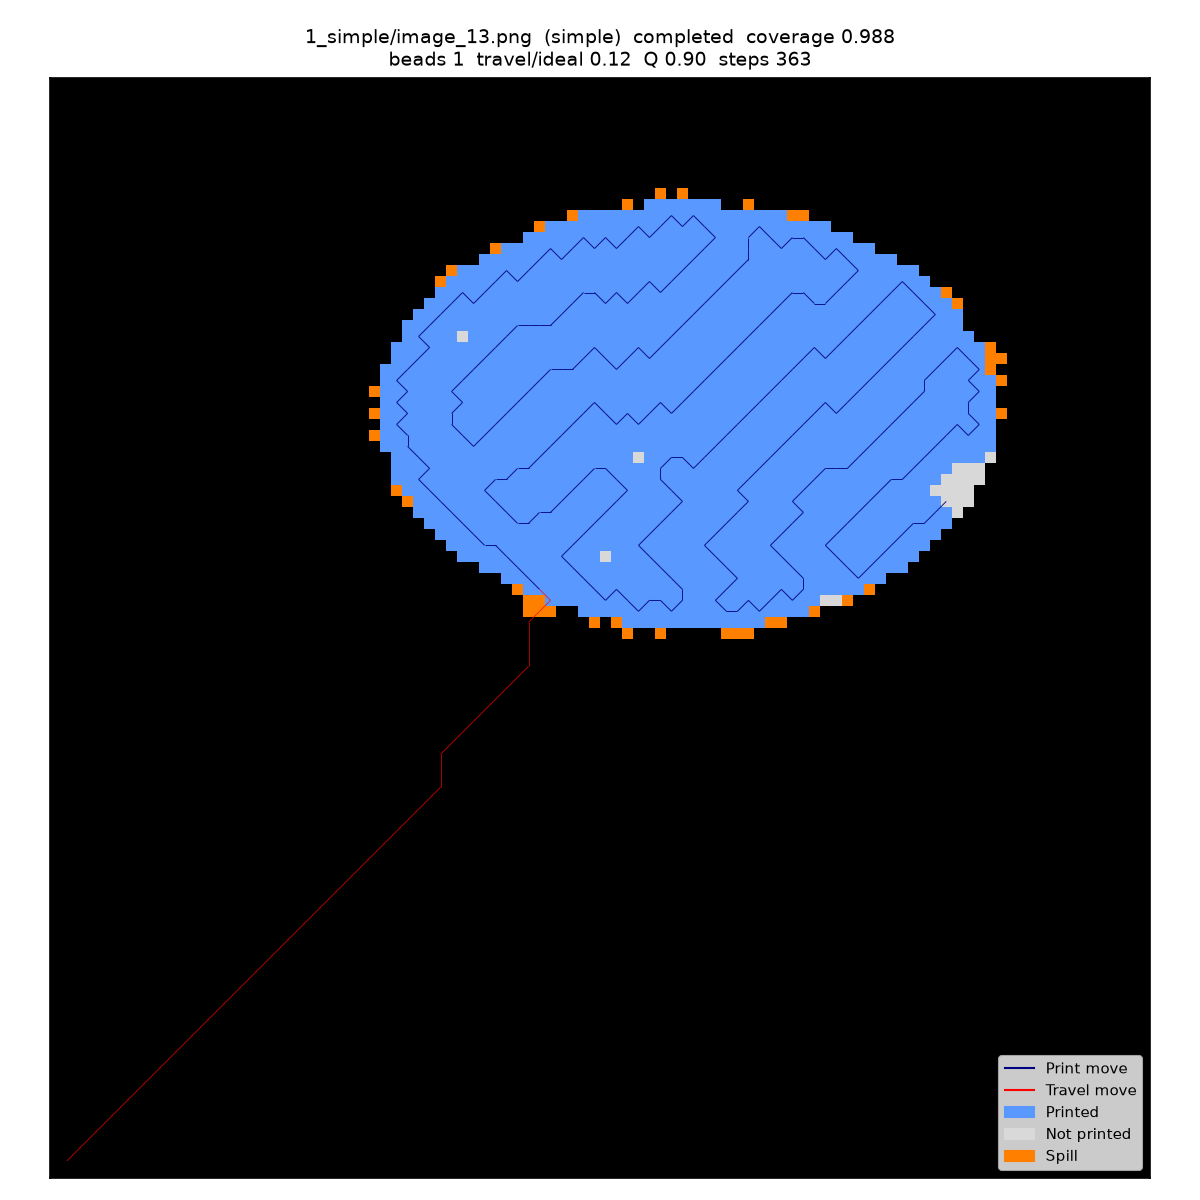 1_simple/image_13.png  (simple)  completed  coverage 0.988
beads 1  travel/ideal 0.12  Q 0.90  steps 363
Print move
Travel move
Printed
Not printed
Spill